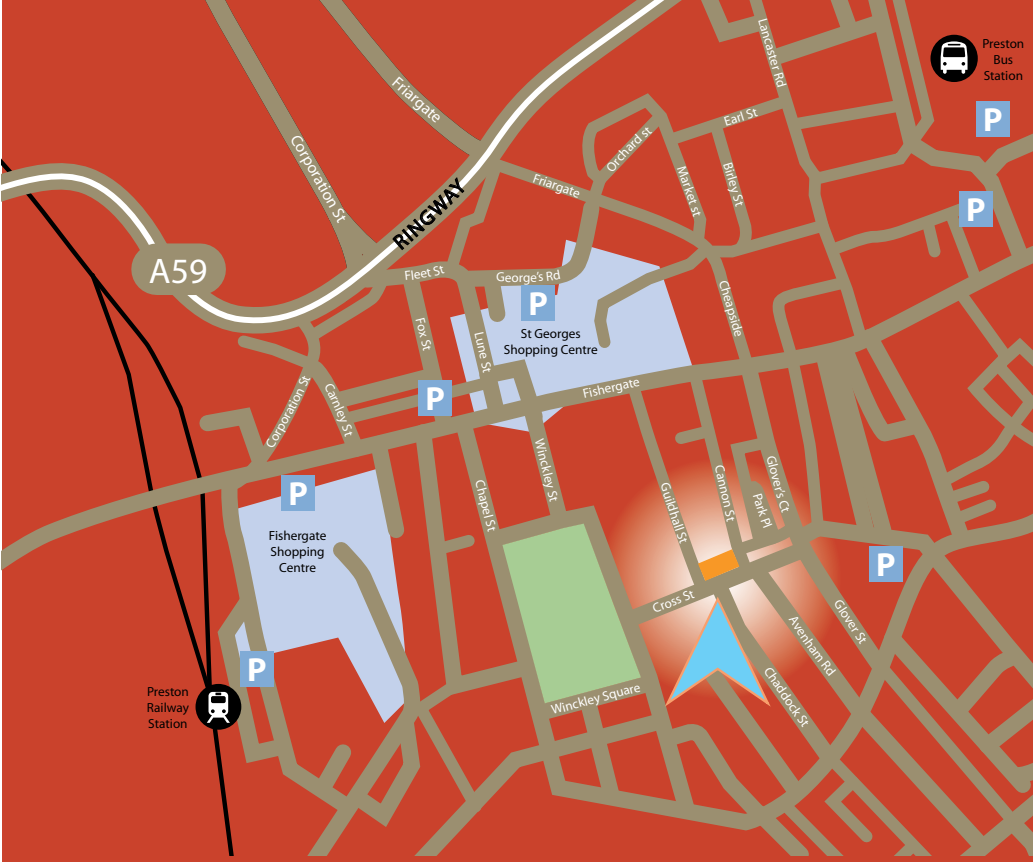 Preston
Bus
Station
P
P
Lancaster Rd
Friargate
Earl St
Orchard st
Birley St
Market st
Corporation St
Friargate
RINGWAY
A59
Fleet St
George's Rd
P
St Georges
Shopping Centre
Cheapside
Fox St
Lune St
Fishergate
P
Corporation St
Carnley St
Winckley St
Glover's Ct
Cannon St
Park Pl
Guildhall St
Chapel St
P
Fishergate
Shopping
Centre
P
Cross St
Glover St
Avenham Rd
Chaddock St
Winckley Square
P
Preston
Railway
Station